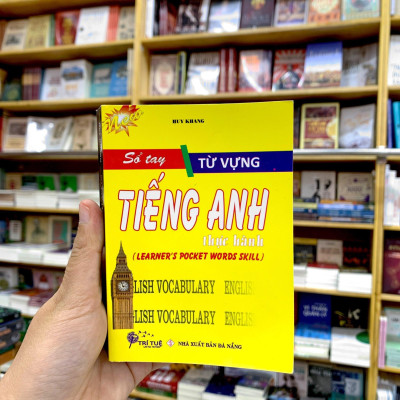 HUY KHANG
Sổ tay TỪ VỰNG
TIẾNG ANH
thực hành
(LEARNER'S POCKET WORDS SKILL)
LISH VOCABULARY ENGLIS
LISH VOCABULARY ENGLIS
TRÍ TUỆ NHÀ XUẤT BẢN ĐÀ NẴNG